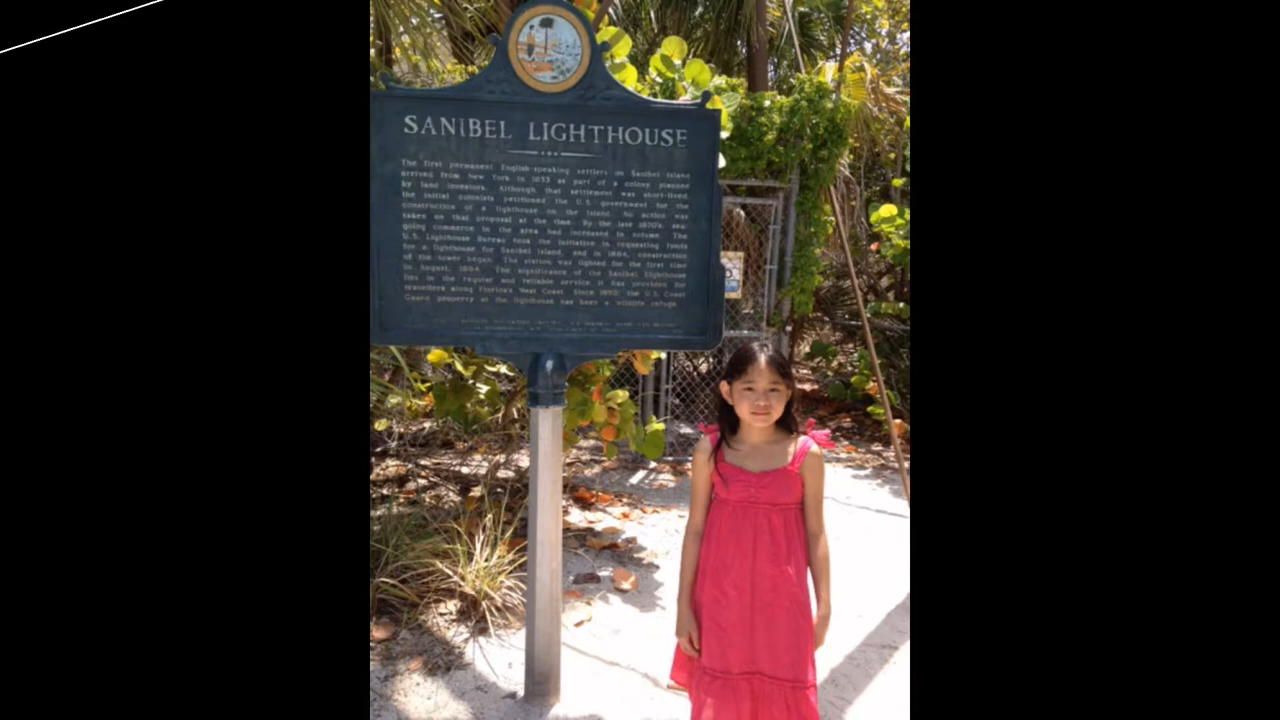 SANIBEL LIGHTHOUSE
The first permanent English-speaking settlers on Sanibel Island
arrived from New York in 1833 as part of a colony planned
by land investors. Although that settlement was short-lived,
the initial colonists petitioned the U.S. government for the
construction of a lighthouse on the island. No action was
taken on that proposal at the time. By the late 1870's, sea-
going commerce in the area had increased in volume. The
U.S. Lighthouse Bureau took the initiative in requesting funds
for a lighthouse for Sanibel Island, and in 1884, construction
of the tower began. The station was lighted for the first time
in August, 1884. The significance of the Sanibel Lighthouse
lies in the regular and reliable service it has provided for
travellers along Florida's West Coast. Since 1950, the U.S. Coast
Guard property at the lighthouse has been a wildlife refuge.